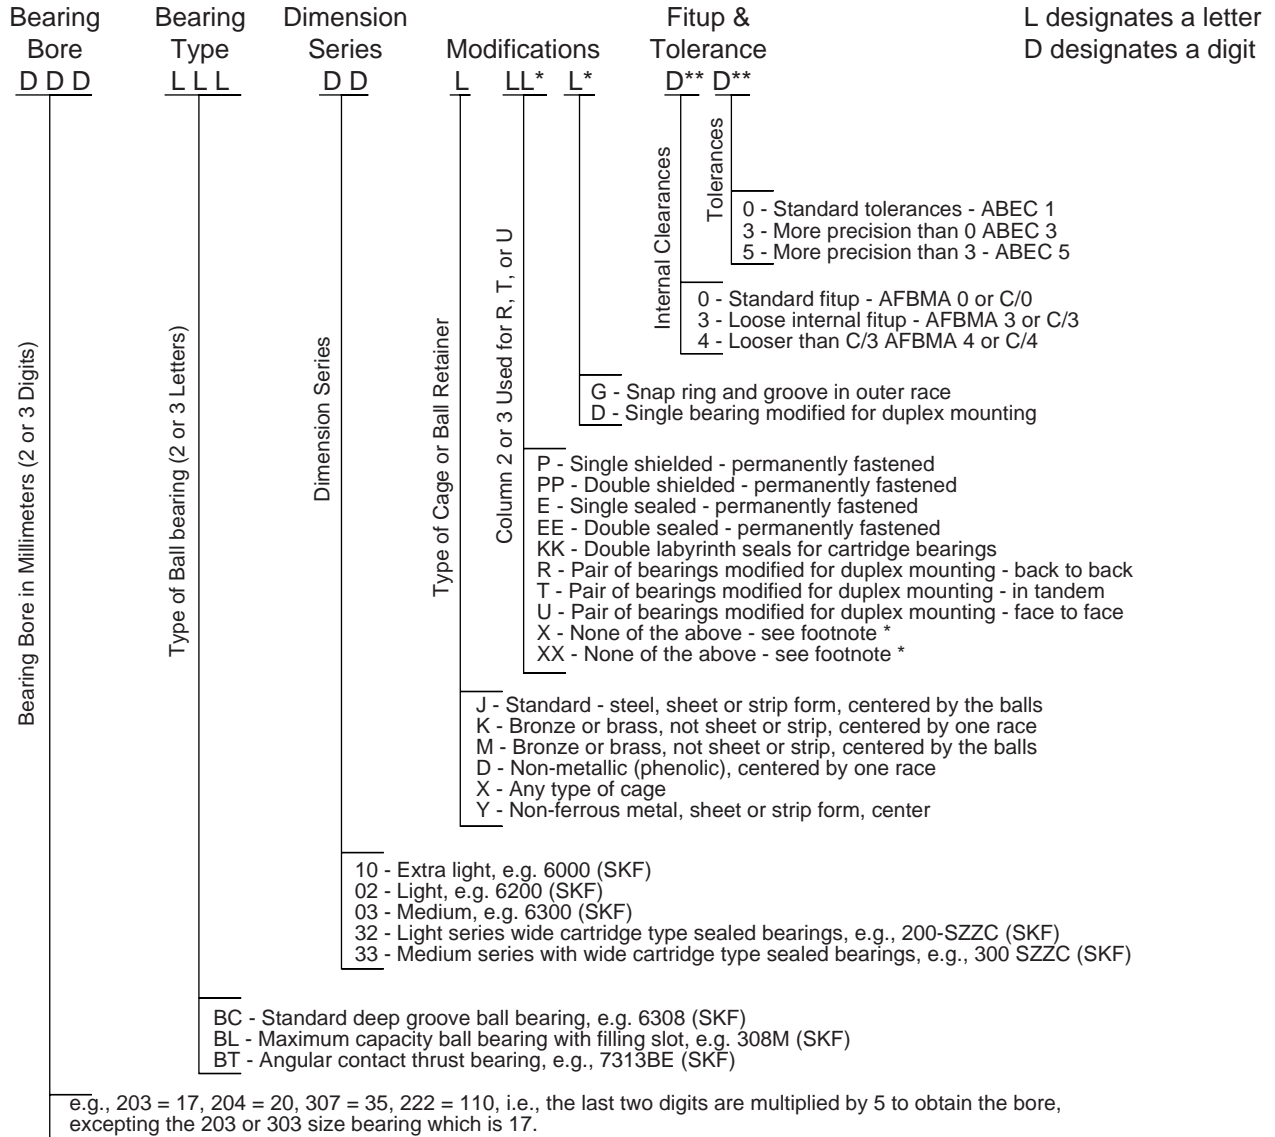 Bearing Bore
Bearing Type
Dimension Series
Modifications
Fitup & Tolerance
L designates a letter
D designates a digit
D D D
L L L
D D
L
LL*
L*
D** D**
Tolerances
0 - Standard tolerances - ABEC 1
3 - More precision than 0 ABEC 3
5 - More precision than 3 - ABEC 5
Internal Clearances
0 - Standard fitup - AFBMA 0 or C/0
3 - Loose internal fitup - AFBMA 3 or C/3
4 - Looser than C/3 AFBMA 4 or C/4
G - Snap ring and groove in outer race
D - Single bearing modified for duplex mounting
Column 2 or 3 Used for R, T, or U
P - Single shielded - permanently fastened
PP - Double shielded - permanently fastened
E - Single sealed - permanently fastened
EE - Double sealed - permanently fastened
KK - Double labyrinth seals for cartridge bearings
R - Pair of bearings modified for duplex mounting - back to back
T - Pair of bearings modified for duplex mounting - in tandem
U - Pair of bearings modified for duplex mounting - face to face
X - None of the above - see footnote *
XX - None of the above - see footnote *
Type of Cage or Ball Retainer
J - Standard - steel, sheet or strip form, centered by the balls
K - Bronze or brass, not sheet or strip, centered by one race
M - Bronze or brass, not sheet or strip, centered by the balls
D - Non-metallic (phenolic), centered by one race
X - Any type of cage
Y - Non-ferrous metal, sheet or strip form, center
Dimension Series
10 - Extra light, e.g. 6000 (SKF)
02 - Light, e.g. 6200 (SKF)
03 - Medium, e.g. 6300 (SKF)
32 - Light series wide cartridge type sealed bearings, e.g., 200-SZZC (SKF)
33 - Medium series with wide cartridge type sealed bearings, e.g., 300 SZZC (SKF)
Type of Ball bearing (2 or 3 Letters)
BC - Standard deep groove ball bearing, e.g. 6308 (SKF)
BL - Maximum capacity ball bearing with filling slot, e.g. 308M (SKF)
BT - Angular contact thrust bearing, e.g., 7313BE (SKF)
Bearing Bore in Millimeters (2 or 3 Digits)
e.g., 203 = 17, 204 = 20, 307 = 35, 222 = 110, i.e., the last two digits are multiplied by 5 to obtain the bore,
excepting the 203 or 303 size bearing which is 17.